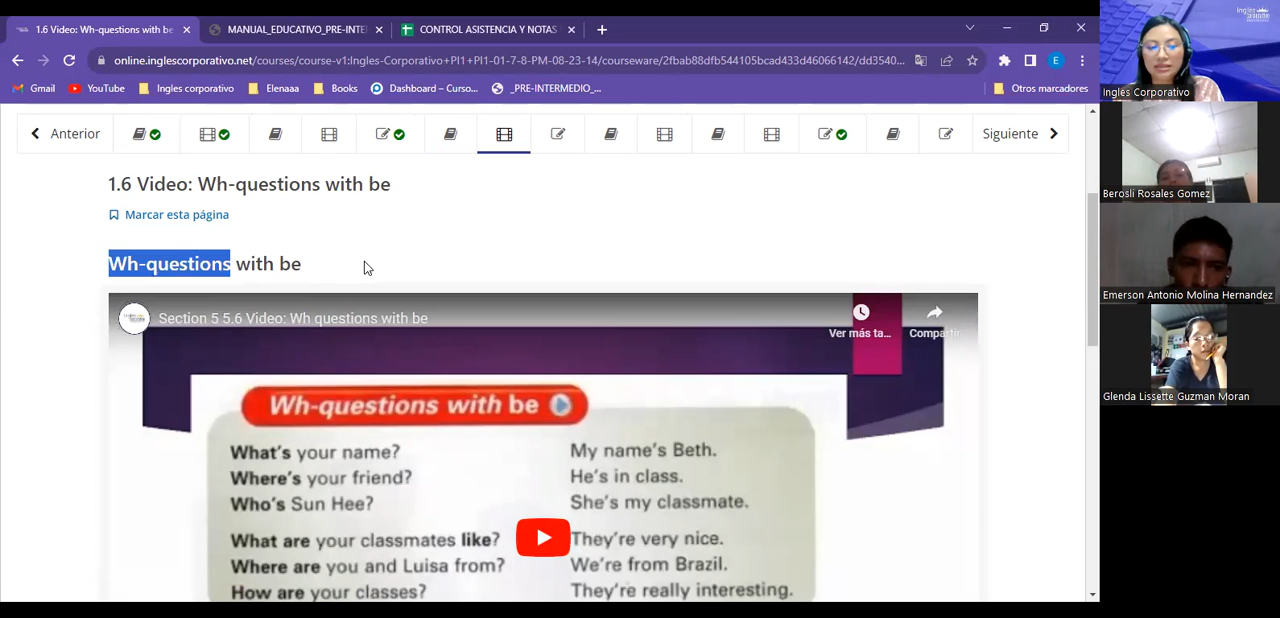 1.6 Video: Wh-questions with be
MANUAL_EDUCATIVO_PRE-INTE
CONTROL ASISTENCIA Y NOTAS
online.inglescorporativo.net/courses/course-v1:Ingles-Corporativo+PI1+PI1-01-7-8-PM-08-23-14/courseware/2fbab88dfb544105bcad433d46066142/dd3540...
E
Gmail
YouTube
Ingles corporativo
Elenaaa
Books
Dashboard – Curso...
_PRE-INTERMEDIO_...
Otros marcadores
Anterior
Siguiente
1.6 Video: Wh-questions with be
Marcar esta página
Wh-questions with be
Section 5 5.6 Video: Wh questions with be
Ver más ta...
Compartir
Wh-questions with be
What's your name? My name's Beth.
Where's your friend? He's in class.
Who's Sun Hee? She's my classmate.
What are your classmates like? They're very nice.
Where are you and Luisa from? We're from Brazil.
How are your classes? They're really interesting.
Ingles Corporativo
Berosli Rosales Gomez
Emerson Antonio Molina Hernandez
Glenda Lissette Guzman Moran